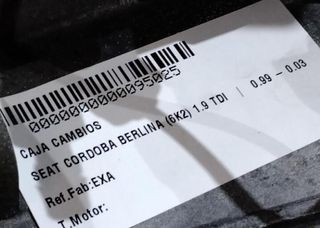 0000000000095025
CAJA CAMBIOS
SEAT CORDOBA BERLINA (6K2) 1.9 TDI | 0.99 - 0.03
Ref.Fab:EXA
T.Motor: